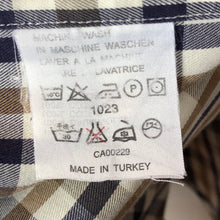 MACHINE WASH
IN MASCHINE WASCHEN
LAVER A LA MACHINE
LAVATRICE
1023
CA00229
MADE IN TURKEY